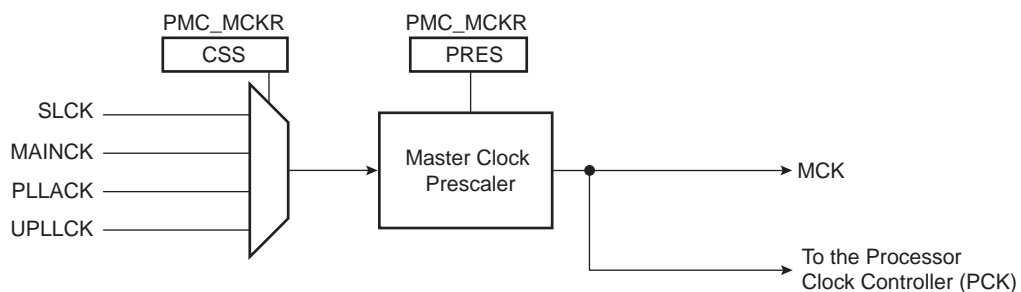 PMC_MCKR
PMC_MCKR
CSS
PRES
SLCK
MAINCK
PLLACK
UPLLCK
Master Clock
Prescaler
MCK
To the Processor
Clock Controller (PCK)